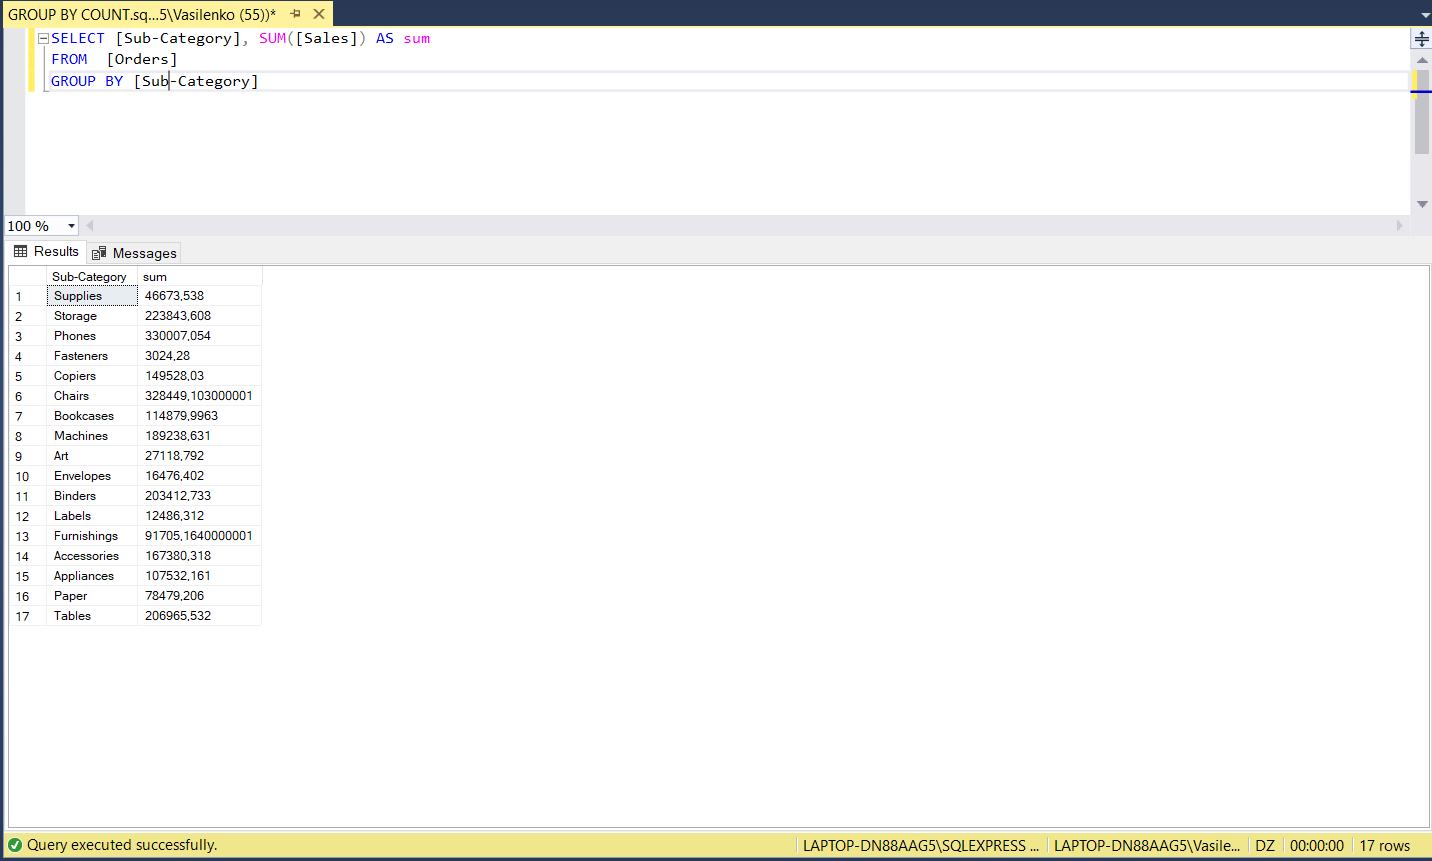 GROUP BY COUNT.sq...5\Vasilenko (55))*
SELECT [Sub-Category], SUM([Sales]) AS sum
FROM  [Orders]
GROUP BY [Sub-Category]
100 %
Results Messages
Sub-Category sum
1 Supplies 46673,538
2 Storage 223843,608
3 Phones 330007,054
4 Fasteners 3024,28
5 Copiers 149528,03
6 Chairs 328449,103000001
7 Bookcases 114879,9963
8 Machines 189238,631
9 Art 27118,792
10 Envelopes 16476,402
11 Binders 203412,733
12 Labels 12486,312
13 Furnishings 91705,1640000001
14 Accessories 167380,318
15 Appliances 107532,161
16 Paper 78479,206
17 Tables 206965,532
Query executed successfully. LAPTOP-DN88AAG5\SQLEXPRESS ... LAPTOP-DN88AAG5\Vasile... DZ 00:00:00 17 rows